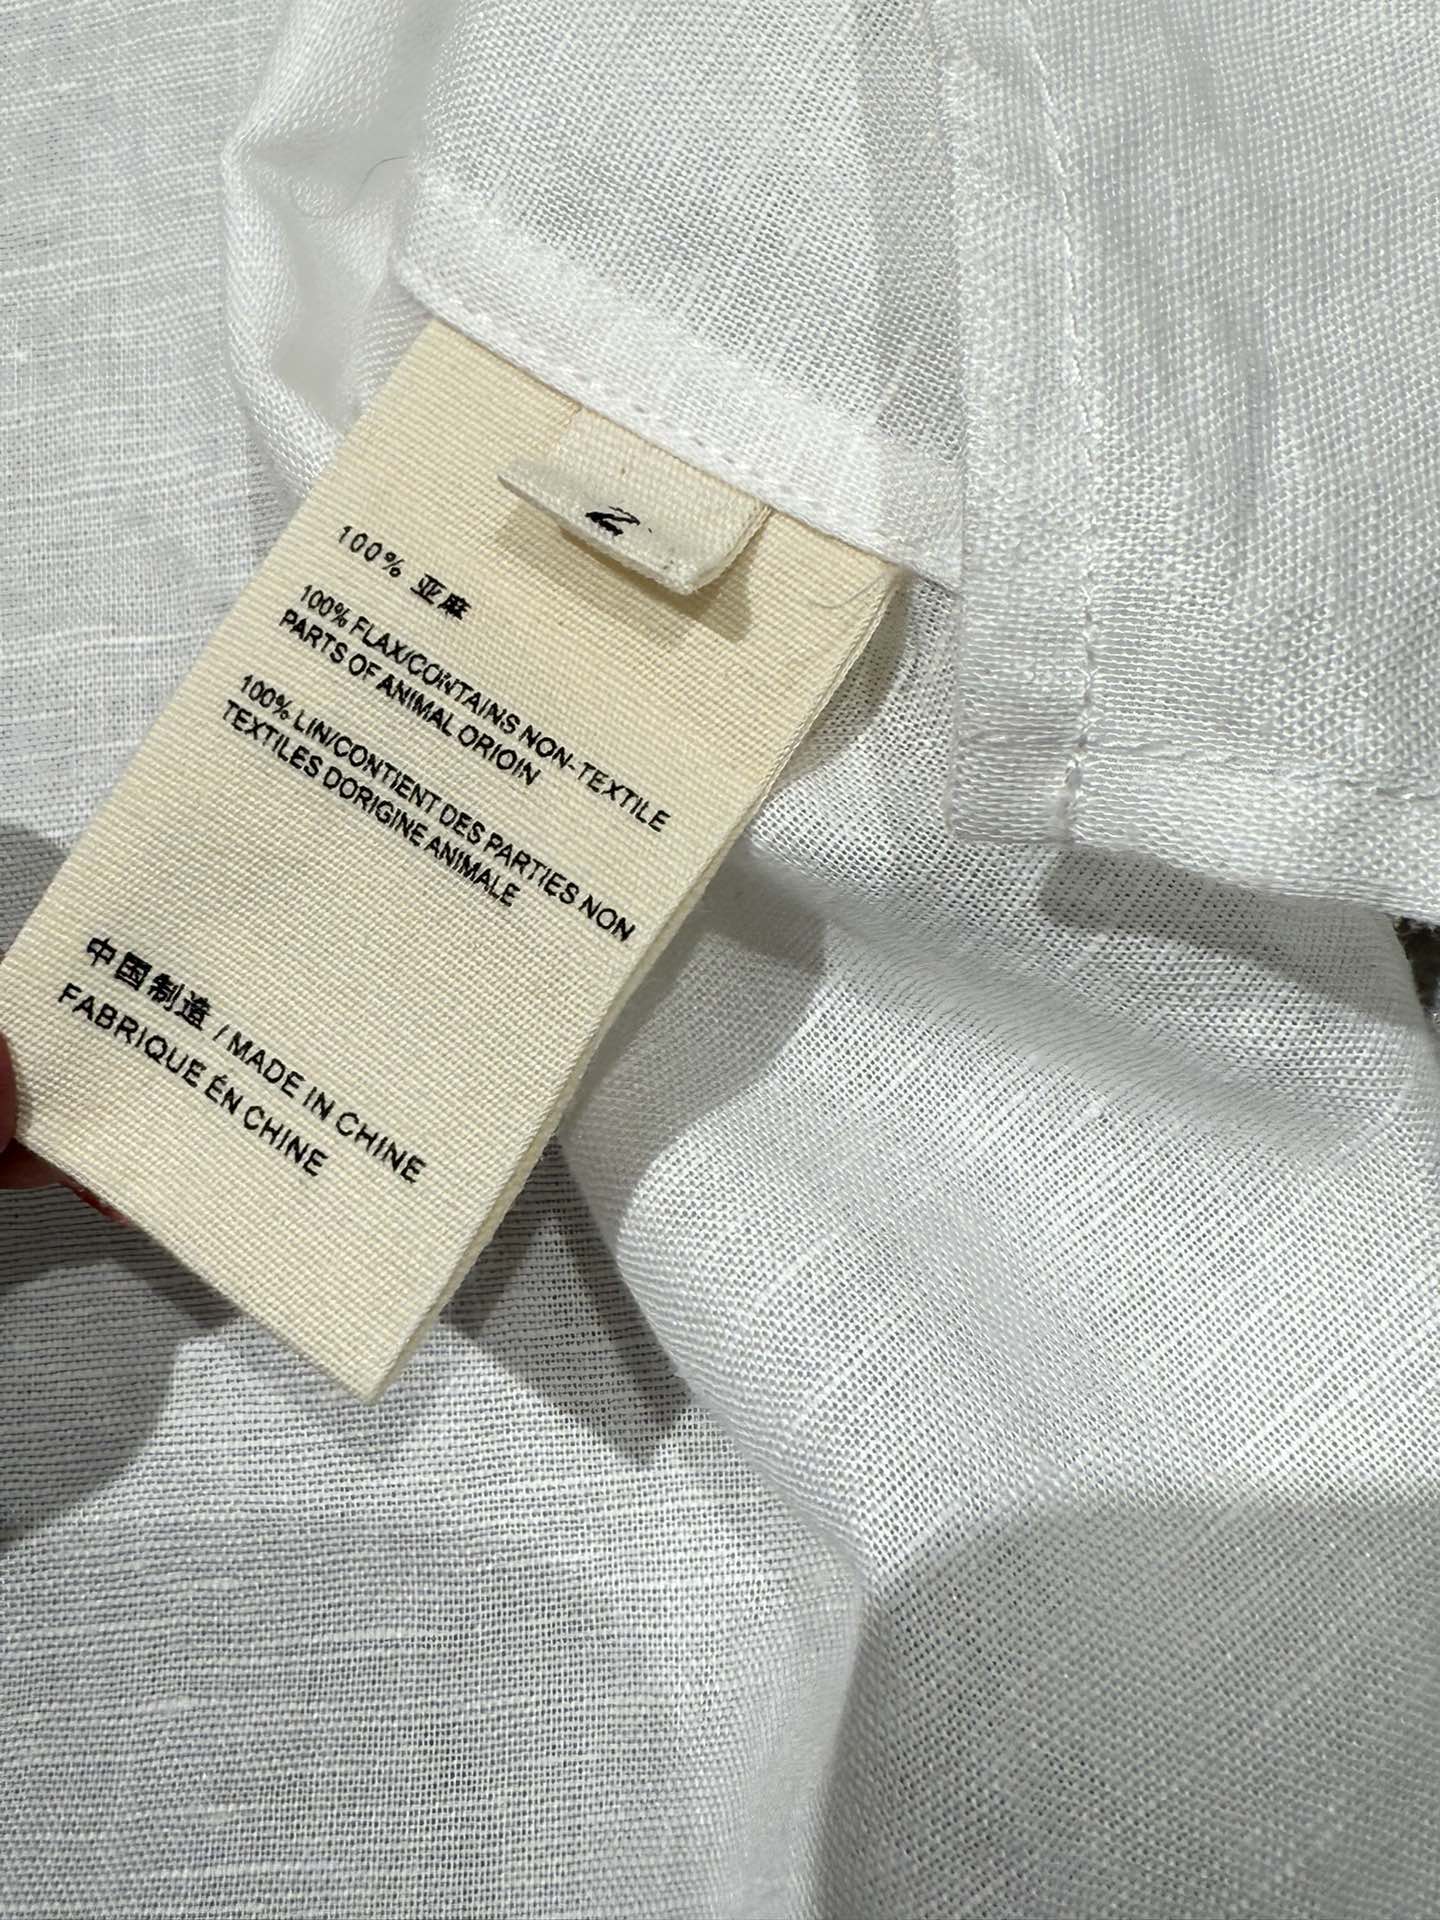 2
100% 亚麻
100% FLAX/CONTAINS NON-TEXTILE
PARTS OF ANIMAL ORIOIN
100% LIN/CONTIENT DES PARTIES NON
TEXTILES DORIGINE ANIMALE
中国制造 / MADE IN CHINE
FABRIQUE ÉN CHINE